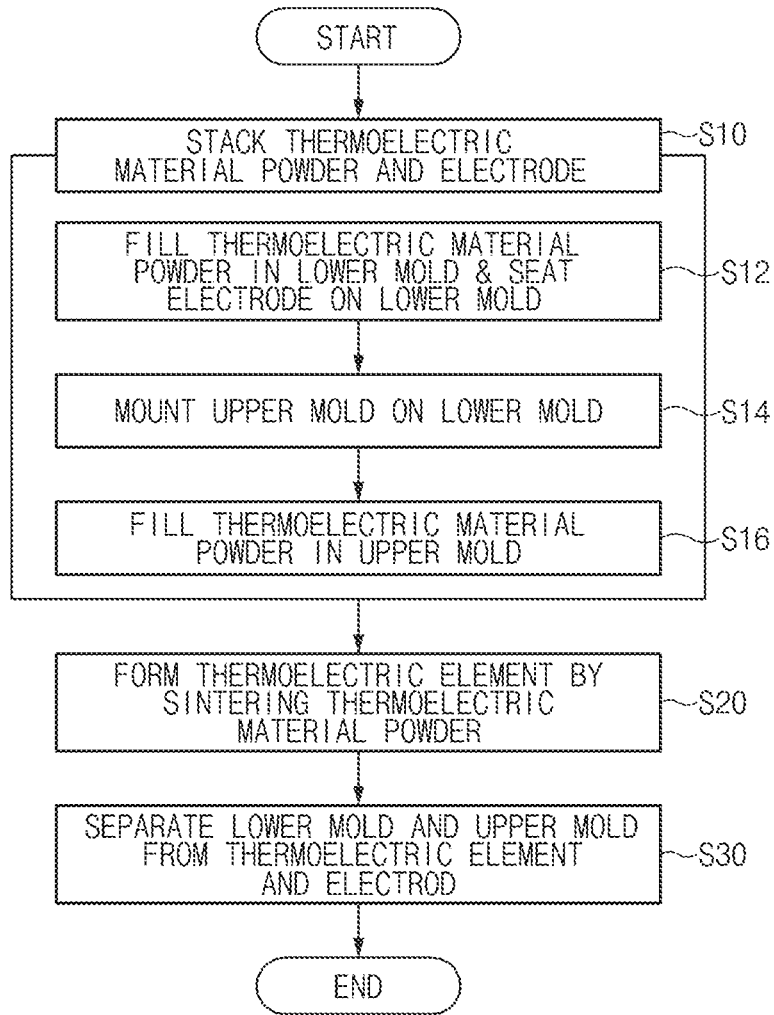 START
STACK THERMOELECTRIC
MATERIAL POWDER AND ELECTRODE
S10
FILL THERMOELECTRIC MATERIAL
POWDER IN LOWER MOLD & SEAT
ELECTRODE ON LOWER MOLD
S12
MOUNT UPPER MOLD ON LOWER MOLD
S14
FILL THERMOELECTRIC MATERIAL
POWDER IN UPPER MOLD
S16
FORM THERMOELECTRIC ELEMENT BY
SINTERING THERMOELECTRIC
MATERIAL POWDER
S20
SEPARATE LOWER MOLD AND UPPER MOLD
FROM THERMOELECTRIC ELEMENT
AND ELECTROD
S30
END